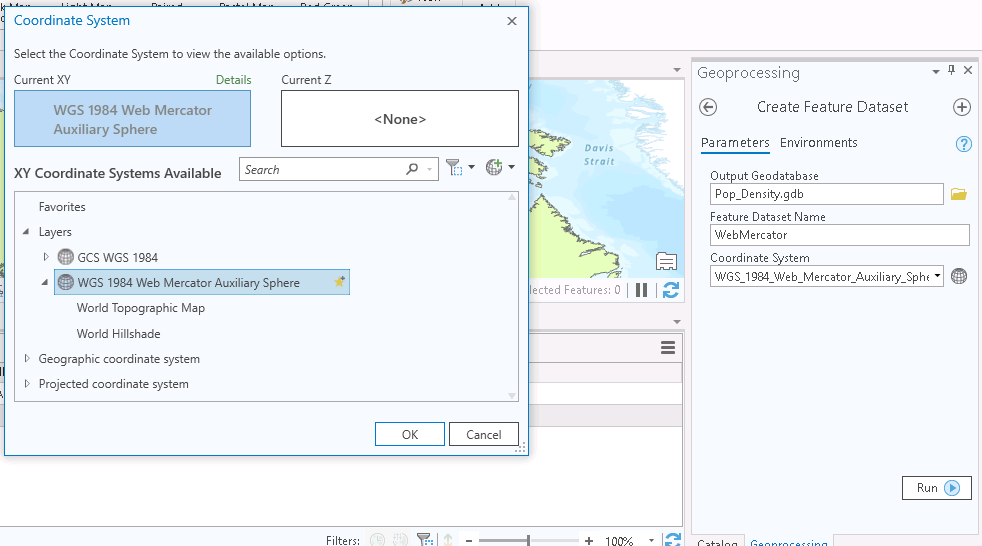 Coordinate System
Select the Coordinate System to view the available options.
Current XY
Details
Current Z
WGS 1984 Web Mercator
Auxiliary Sphere
<None>
XY Coordinate Systems Available
Search
Favorites
Layers
GCS WGS 1984
WGS 1984 Web Mercator Auxiliary Sphere
World Topographic Map
World Hillshade
Geographic coordinate system
Projected coordinate system
OK
Cancel
Davis
Strait
lected Features: 0
Filters:
100%
Geoprocessing
Create Feature Dataset
Parameters
Environments
Output Geodatabase
Pop_Density.gdb
Feature Dataset Name
WebMercator
Coordinate System
WGS_1984_Web_Mercator_Auxiliary_Sphe
Run
Catalog
Geoprocessing